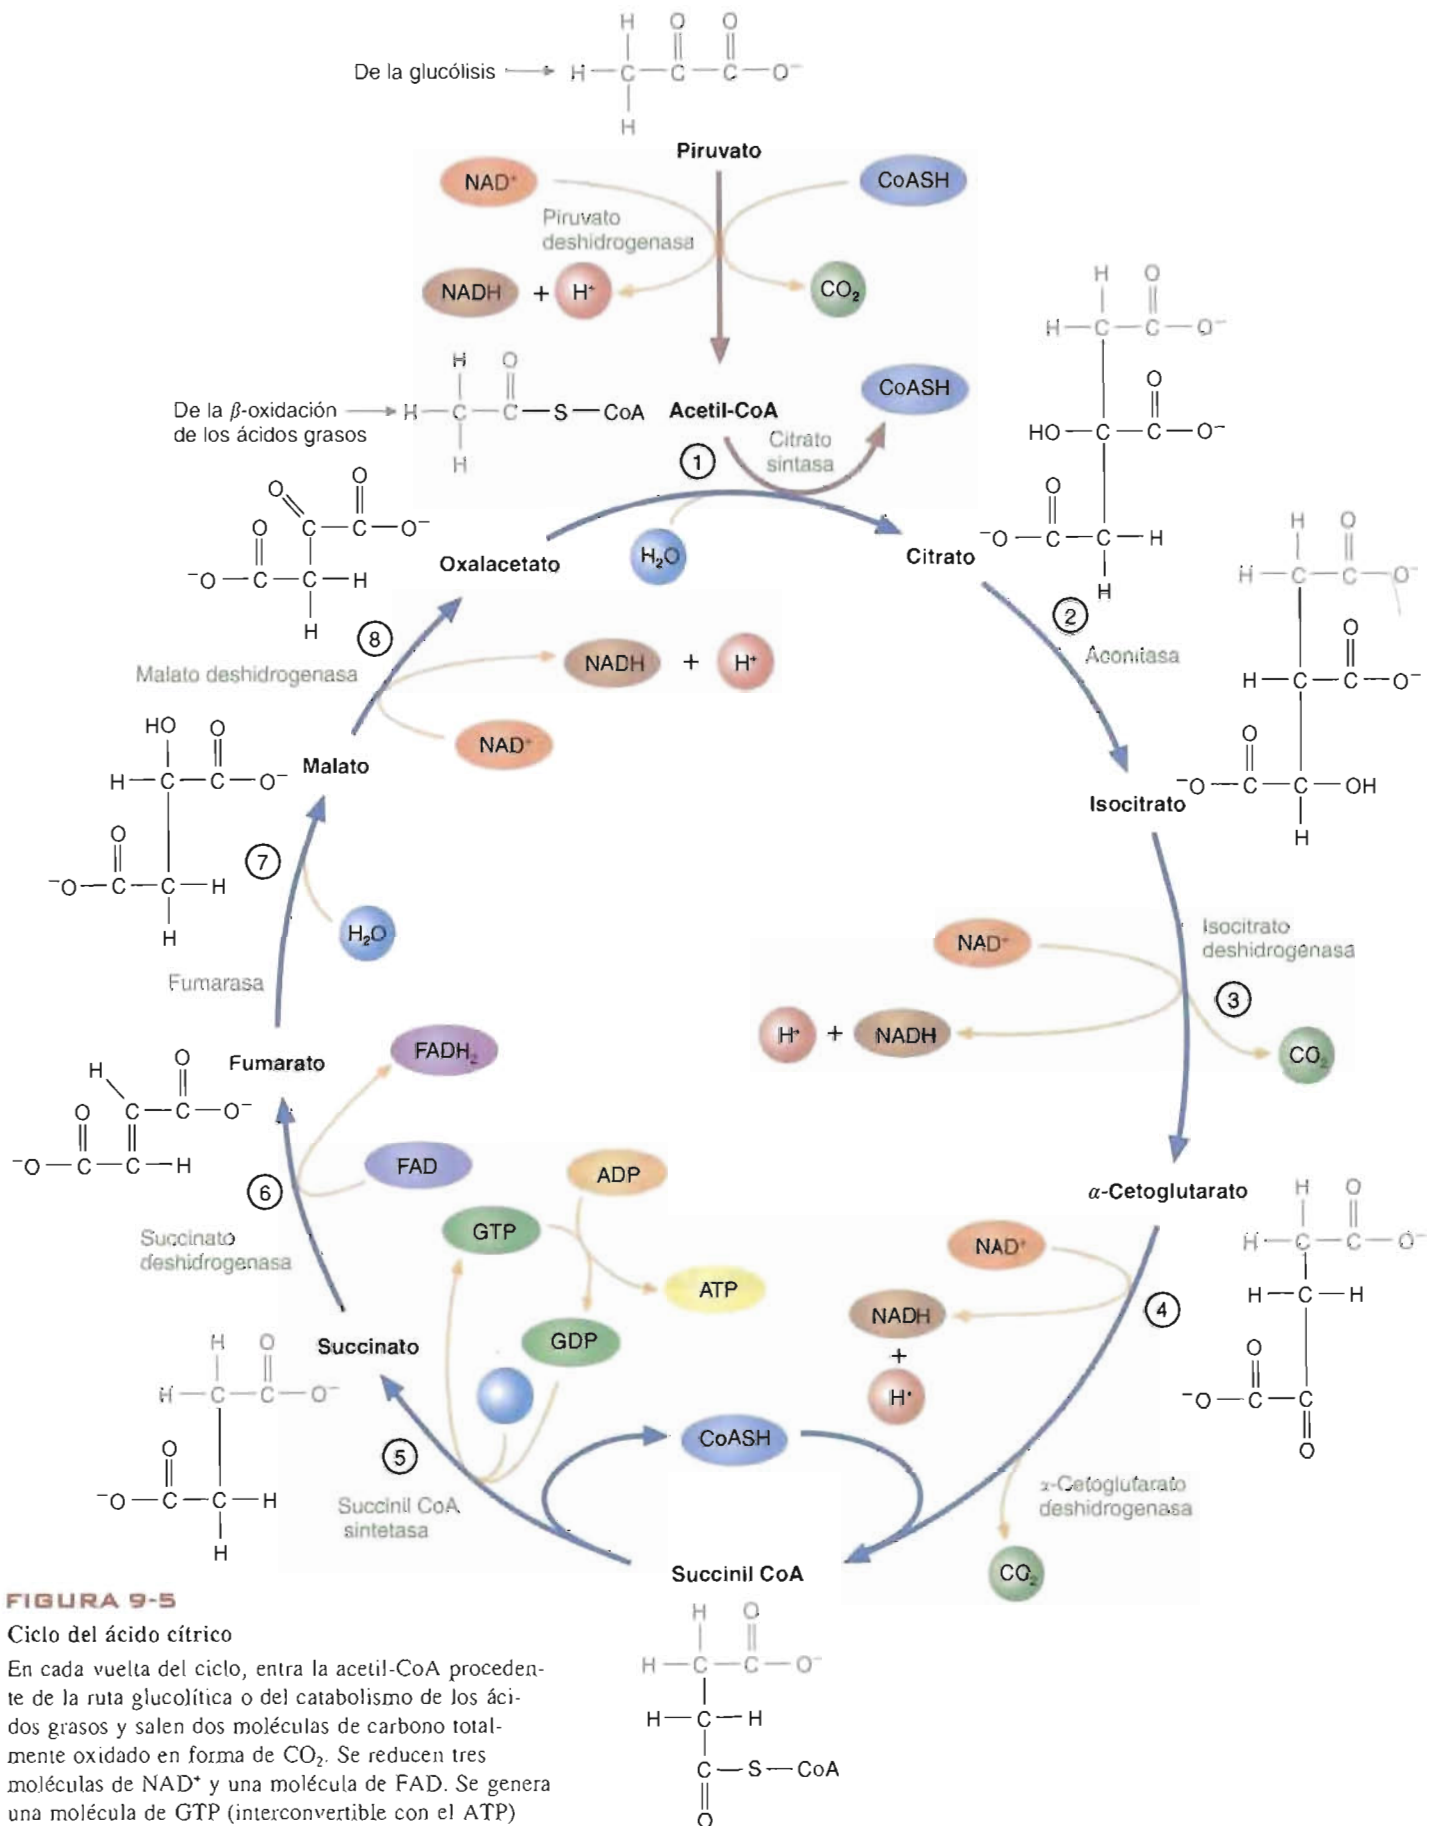 De la glucólisis
H O O
H—C—C—C—O⁻
H
Piruvato
NAD⁺
CoASH
Piruvato
deshidrogenasa
NADH + H⁺
CO₂
H O
De la β-oxidación
de los ácidos grasos
H—C—C—S—CoA
H
Acetil-CoA
CoASH
Citrato
sintasa
1
H₂O
Oxalacetato
O O
O C—C—O⁻
⁻O—C—C—H
H
Citrato
H O
H—C—C—O⁻
O
HO—C—C—O⁻
O
⁻O—C—C—H
H
2
Aconitasa
Isocitrato
H O
H—C—C—O⁻
O
H—C—C—O⁻
O
⁻O—C—C—OH
H
Isocitrato
deshidrogenasa
3
NAD⁺
H⁺ + NADH
CO₂
α-Cetoglutarato
H O
H—C—C—O⁻
H—C—H
O
⁻O—C—C
O
NAD⁺
NADH
+
H⁺
4
α-Cetoglutarato
deshidrogenasa
CO₂
CoASH
Succinil CoA
H O
H—C—C—O⁻
H—C—H
C—S—CoA
O
5
Succinil CoA
sintetasa
GTP
ADP
ATP
GDP
Succinato
H O
H—C—C—O⁻
O
⁻O—C—C—H
H
6
Succinato
deshidrogenasa
FAD
FADH₂
Fumarato
H O
O C—C—O⁻
⁻O—C—C—H
Fumarasa
7
H₂O
Malato
HO O
H—C—C—O⁻
O
⁻O—C—C—H
H
Malato deshidrogenasa
8
NADH + H⁺
NAD⁺
FIGURA 9-5
Ciclo del ácido cítrico
En cada vuelta del ciclo, entra la acetil-CoA proceden-
te de la ruta glucolítica o del catabolismo de los áci-
dos grasos y salen dos moléculas de carbono total-
mente oxidado en forma de CO₂. Se reducen tres
moléculas de NAD⁺ y una molécula de FAD. Se genera
una molécula de GTP (interconvertible con el ATP)